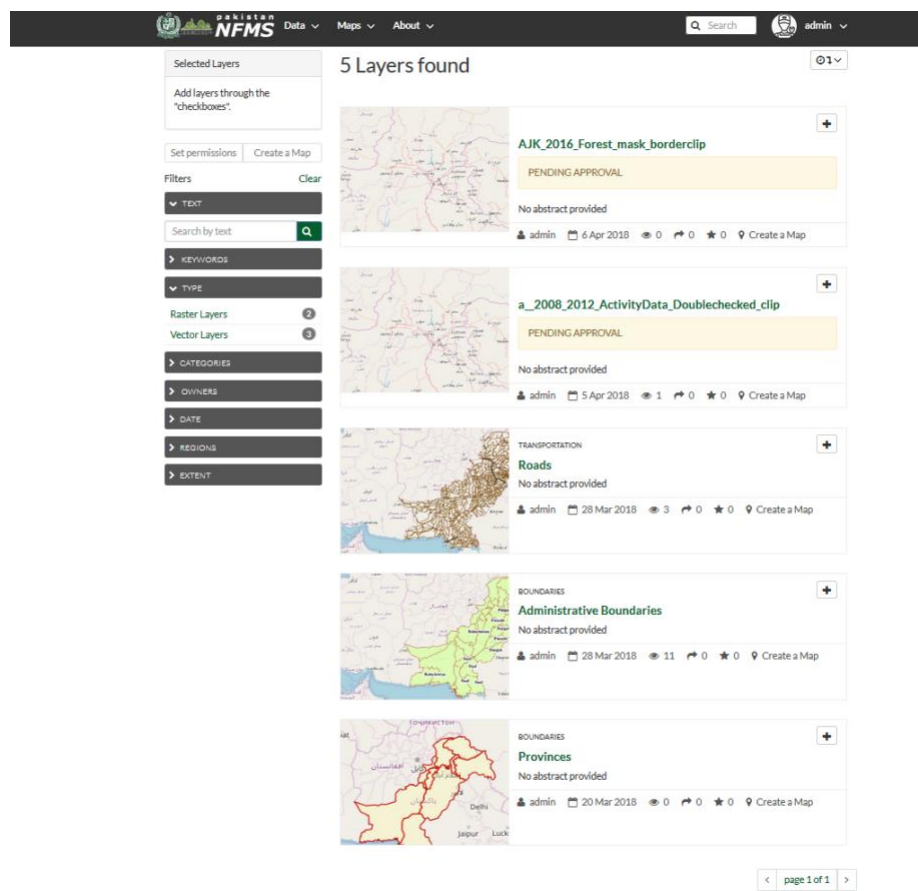 pakistan
NFMS Data Maps About Search admin
Selected Layers
Add layers through the
"checkboxes".
Set permissions Create a Map
Filters Clear
TEXT
Search by text
KEYWORDS
TYPE
Raster Layers 2
Vector Layers 3
CATEGORIES
OWNERS
DATE
REGIONS
EXTENT
5 Layers found
AJK_2016_Forest_mask_borderclip
PENDING APPROVAL
No abstract provided
admin 6 Apr 2018 0 0 0 Create a Map
a__2008_2012_ActivityData_Doublechecked_clip
PENDING APPROVAL
No abstract provided
admin 5 Apr 2018 1 0 0 Create a Map
TRANSPORTATION
Roads
No abstract provided
admin 28 Mar 2018 3 0 0 Create a Map
BOUNDARIES
Administrative Boundaries
No abstract provided
admin 28 Mar 2018 11 0 0 Create a Map
افغانستان
Delhi
Jaipur Luck
BOUNDARIES
Provinces
No abstract provided
admin 20 Mar 2018 0 0 0 Create a Map
< page 1 of 1 >